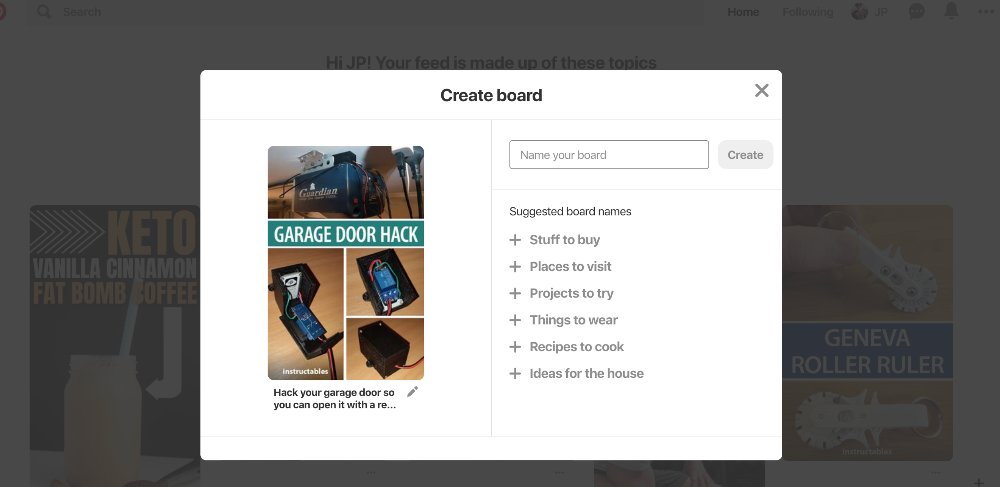 Search
Home
Following
JP
Hi JP! Your feed is made up of these topics
Create board
Guardian
Garage Door Opener
GARAGE DOOR HACK
instructables
Hack your garage door so
you can open it with a re...
Name your board
Create
Suggested board names
Stuff to buy
Places to visit
Projects to try
Things to wear
Recipes to cook
Ideas for the house
KETO
VANILLA CINNAMON
FAT BOMB COFFEE
GENEVA
ROLLER RULER
instructables